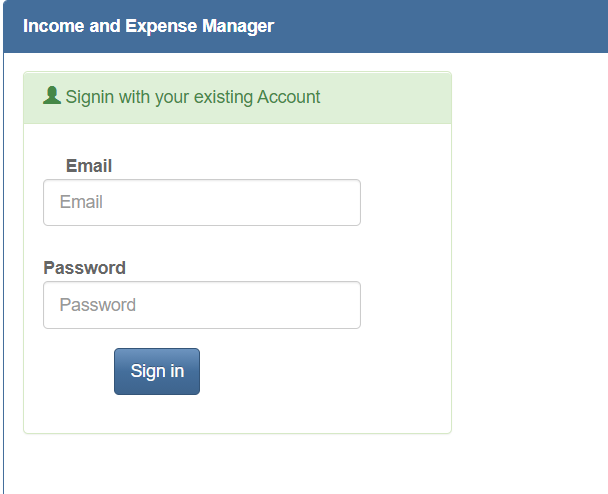 Income and Expense Manager
Signin with your existing Account
Email
Email
Password
Password
Sign in